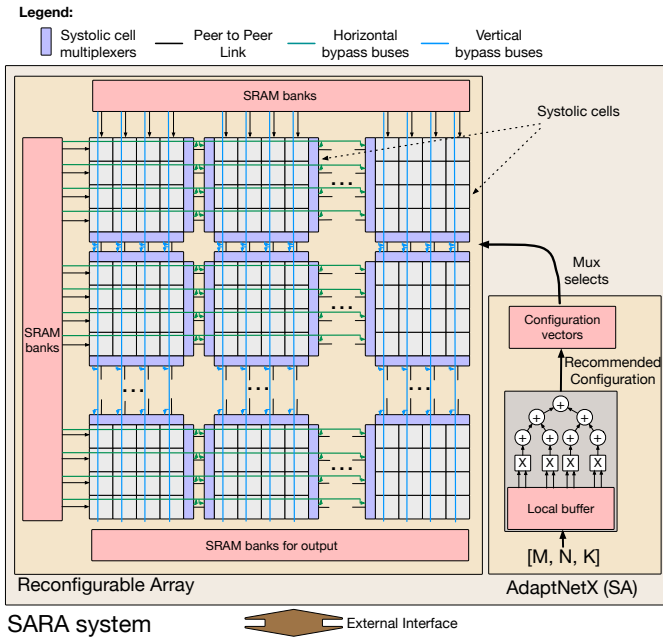 Legend:
Systolic cell
multiplexers
Peer to Peer
Link
Horizontal
bypass buses
Vertical
bypass buses
SRAM banks
Systolic cells
...
...
SRAM
banks
Mux
selects
Configuration
vectors
Recommended
Configuration
... ... ...
+
+ +
+ + + +
X X X X
...
Local buffer
SRAM banks for output
[M, N, K]
Reconfigurable Array
AdaptNetX (SA)
SARA system
External Interface